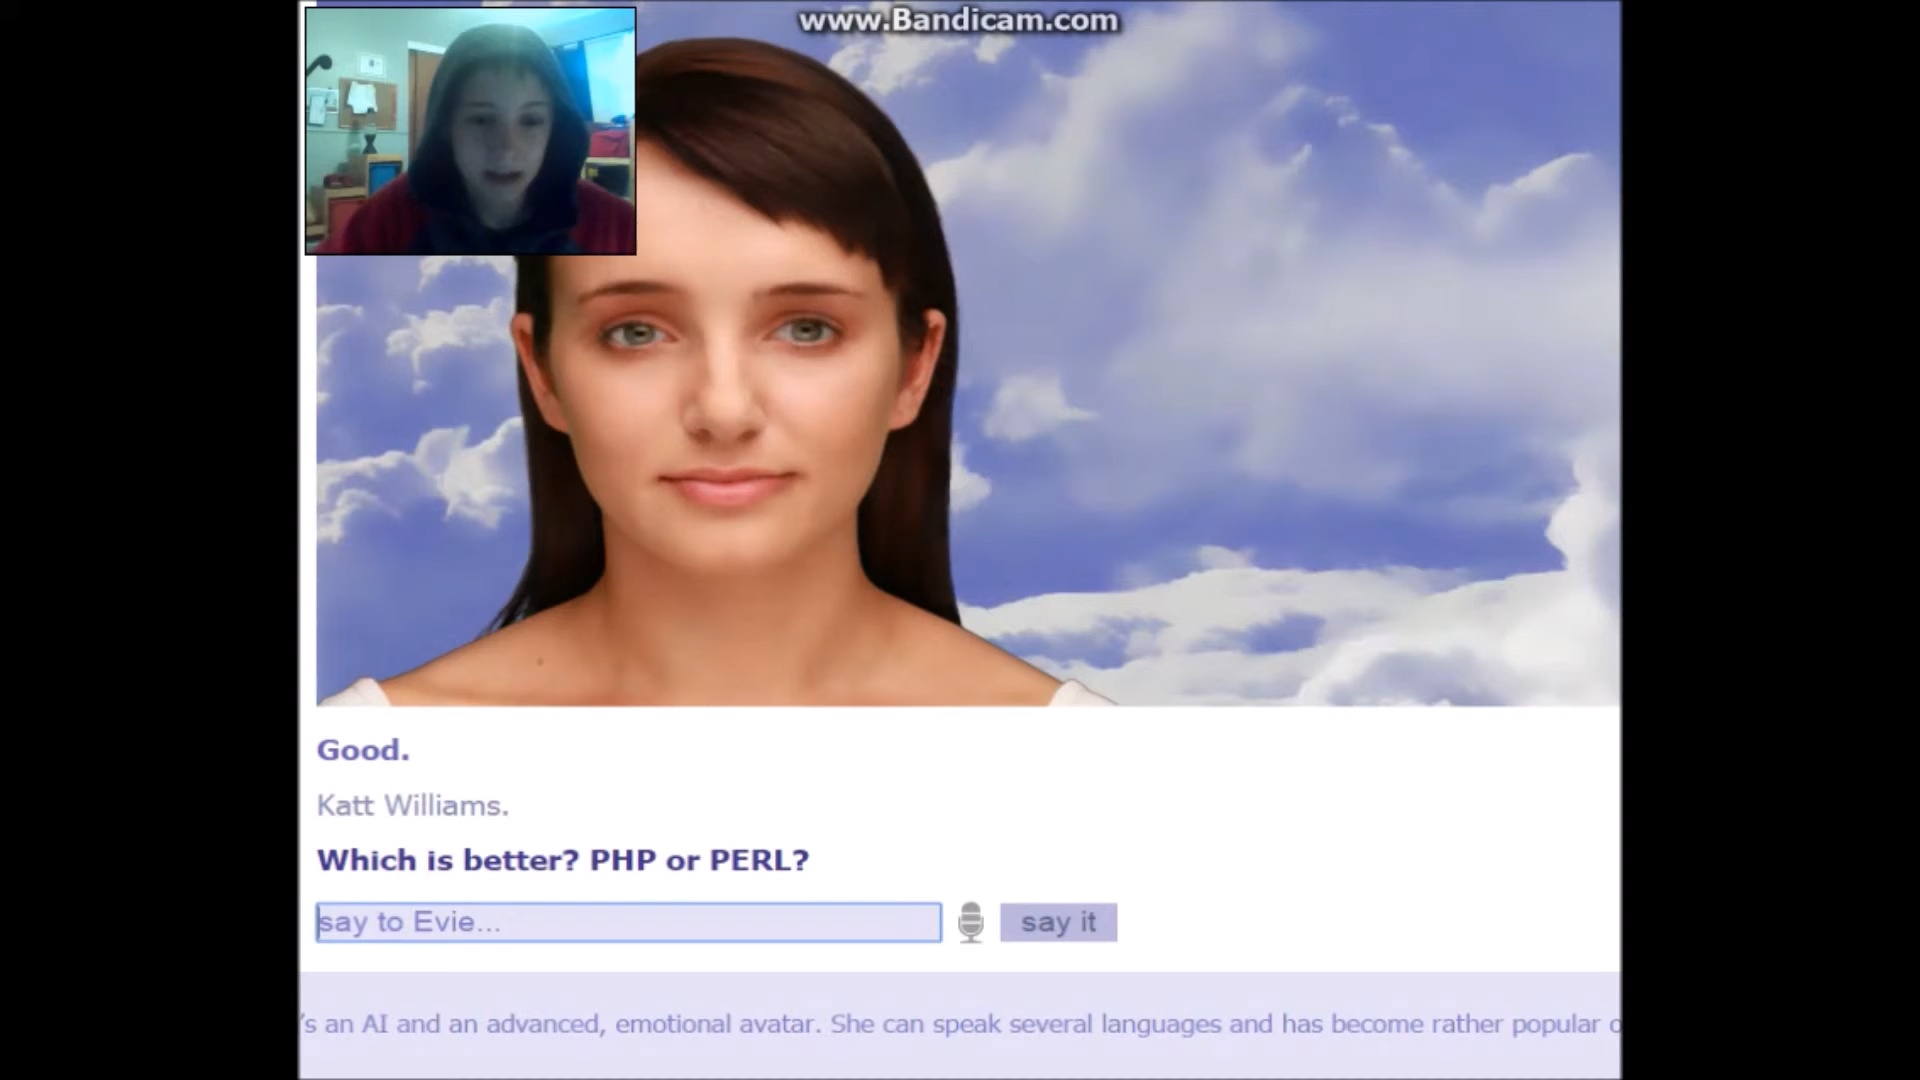 www.Bandicam.com
Good.
Katt Williams.
Which is better? PHP or PERL?
say to Evie...
say it
's an AI and an advanced, emotional avatar. She can speak several languages and has become rather popular